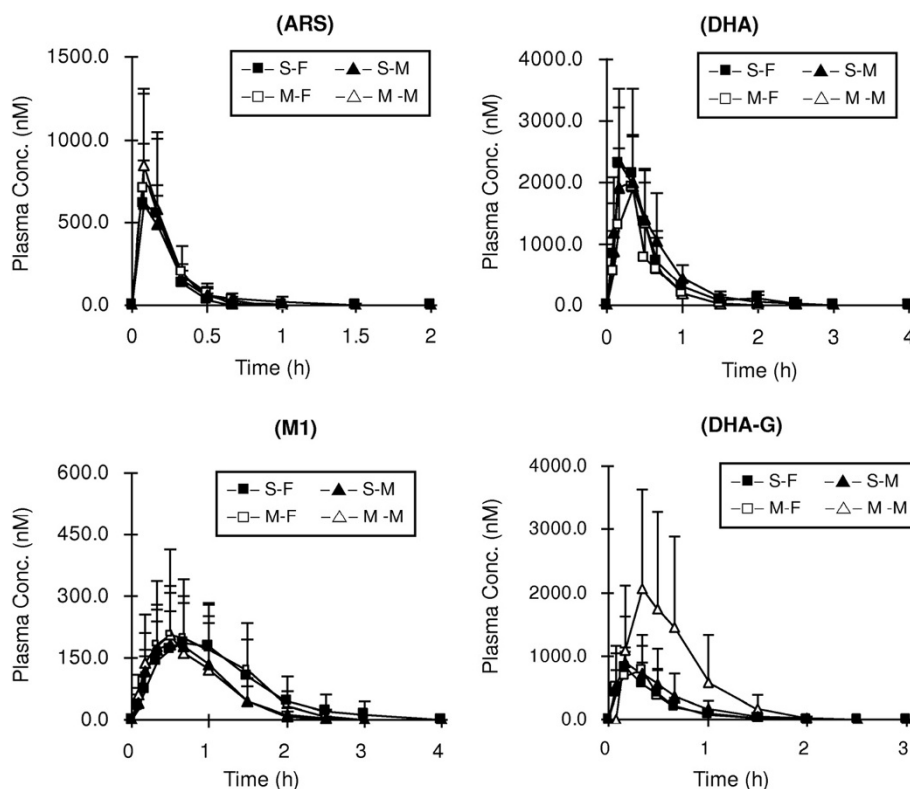 (ARS)
1500.0
1000.0
500.0
0.0
Plasma Conc. (nM)
S-F S-M
M-F M -M
0 0.5 1 1.5 2
Time (h)
(DHA)
4000.0
3000.0
2000.0
1000.0
0.0
Plasma Conc. (nM)
S-F S-M
M-F M -M
0 1 2 3 4
Time (h)
(M1)
600.0
450.0
300.0
150.0
0.0
Plasma Conc. (nM)
S-F S-M
M-F M -M
0 1 2 3 4
Time (h)
(DHA-G)
4000.0
3000.0
2000.0
1000.0
0.0
Plasma Conc. (nM)
S-F S-M
M-F M -M
0 1 2 3
Time (h)